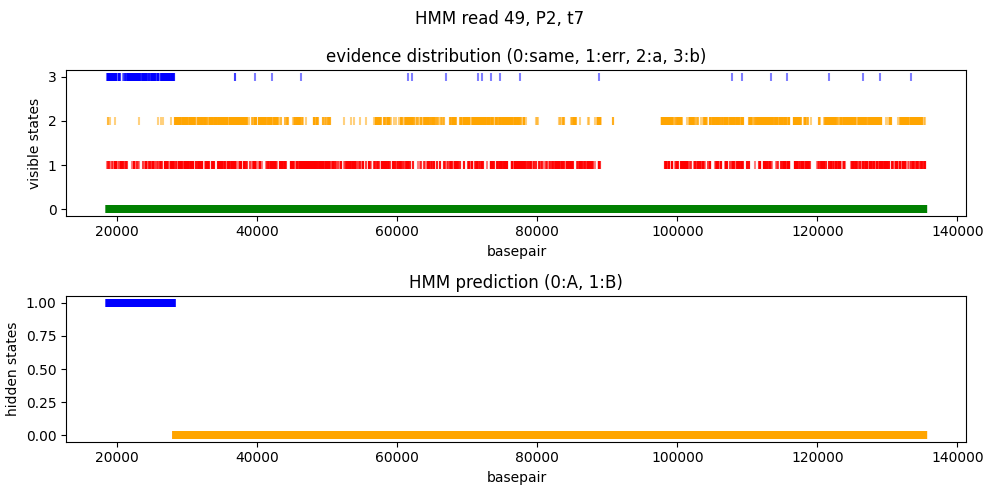 HMM read 49, P2, t7
evidence distribution (0:same, 1:err, 2:a, 3:b)
3
2
1
0
visible states
20000 40000 60000 80000 100000 120000 140000
basepair
HMM prediction (0:A, 1:B)
1.00
0.75
0.50
0.25
0.00
hidden states
20000 40000 60000 80000 100000 120000 140000
basepair